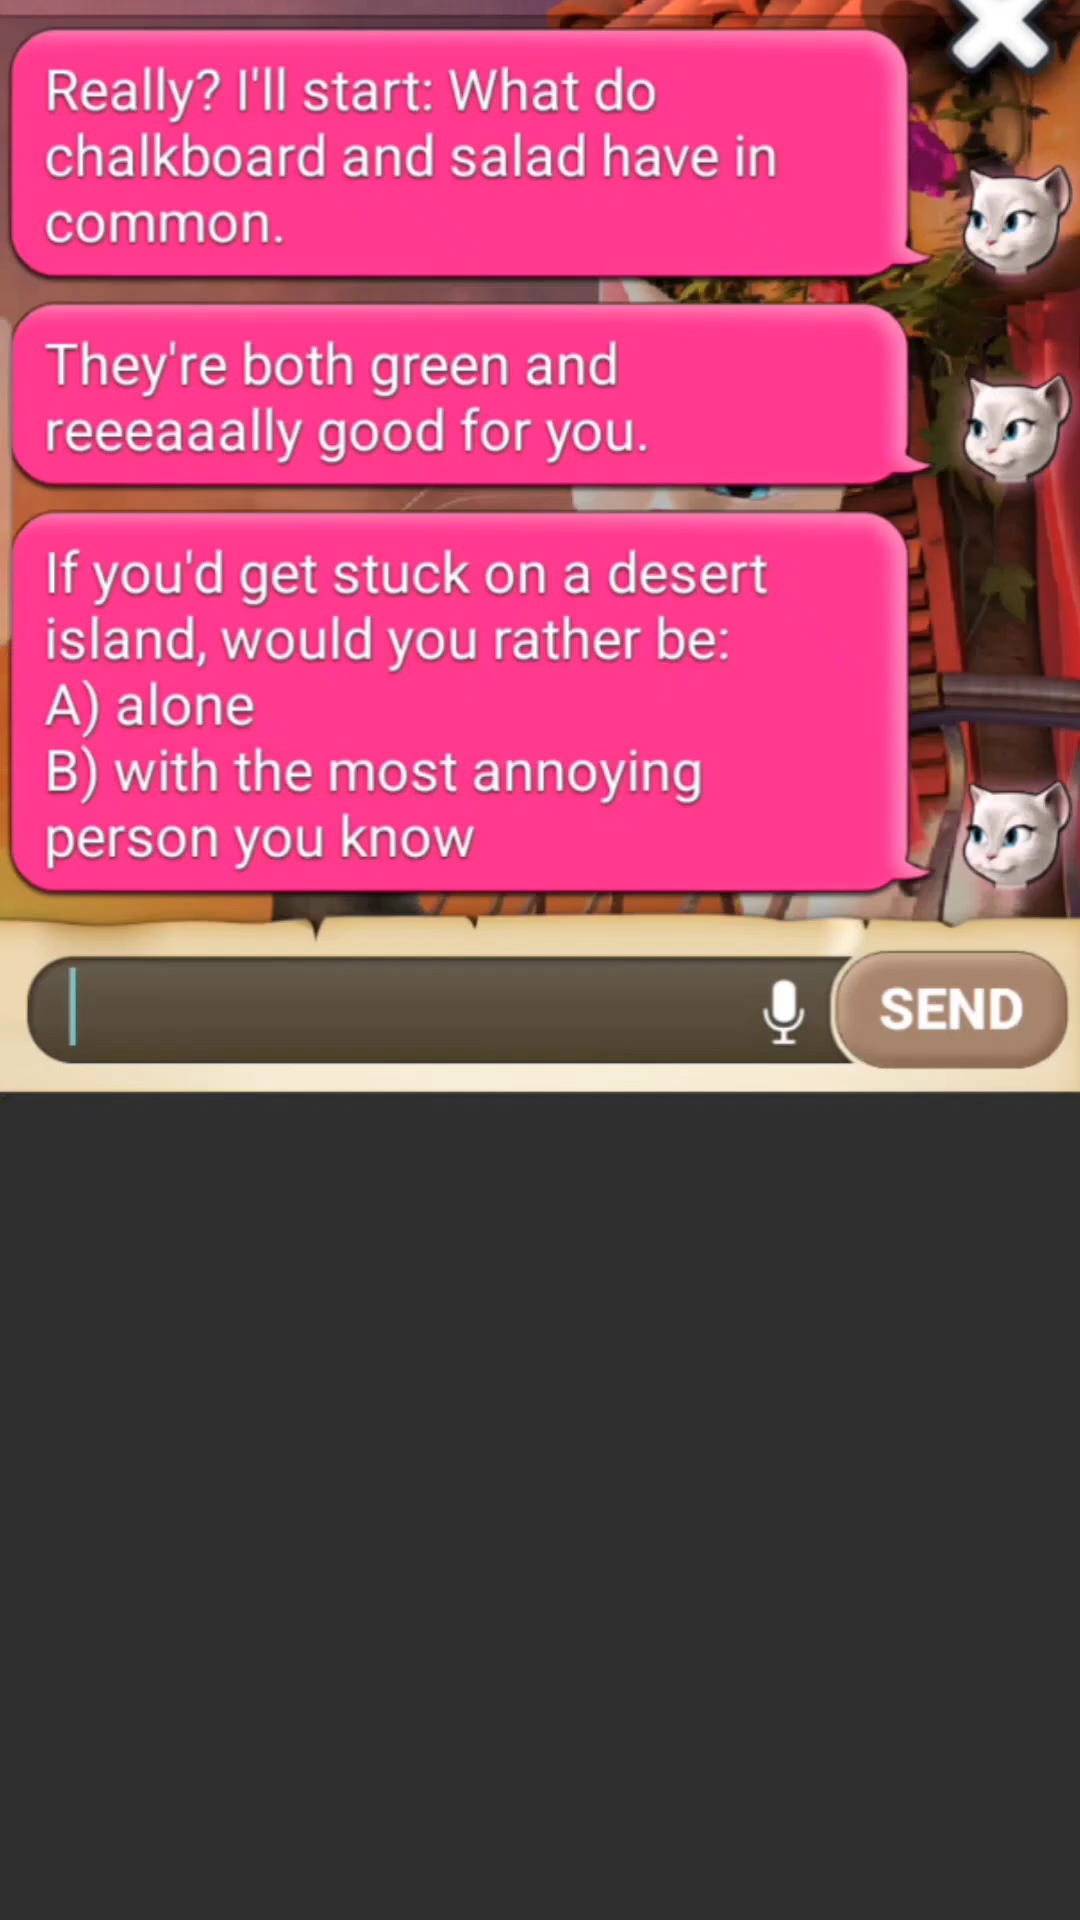 Really? I'll start: What do
chalkboard and salad have in
common.
They're both green and
reeeaaally good for you.
If you'd get stuck on a desert
island, would you rather be:
A) alone
B) with the most annoying
person you know
SEND